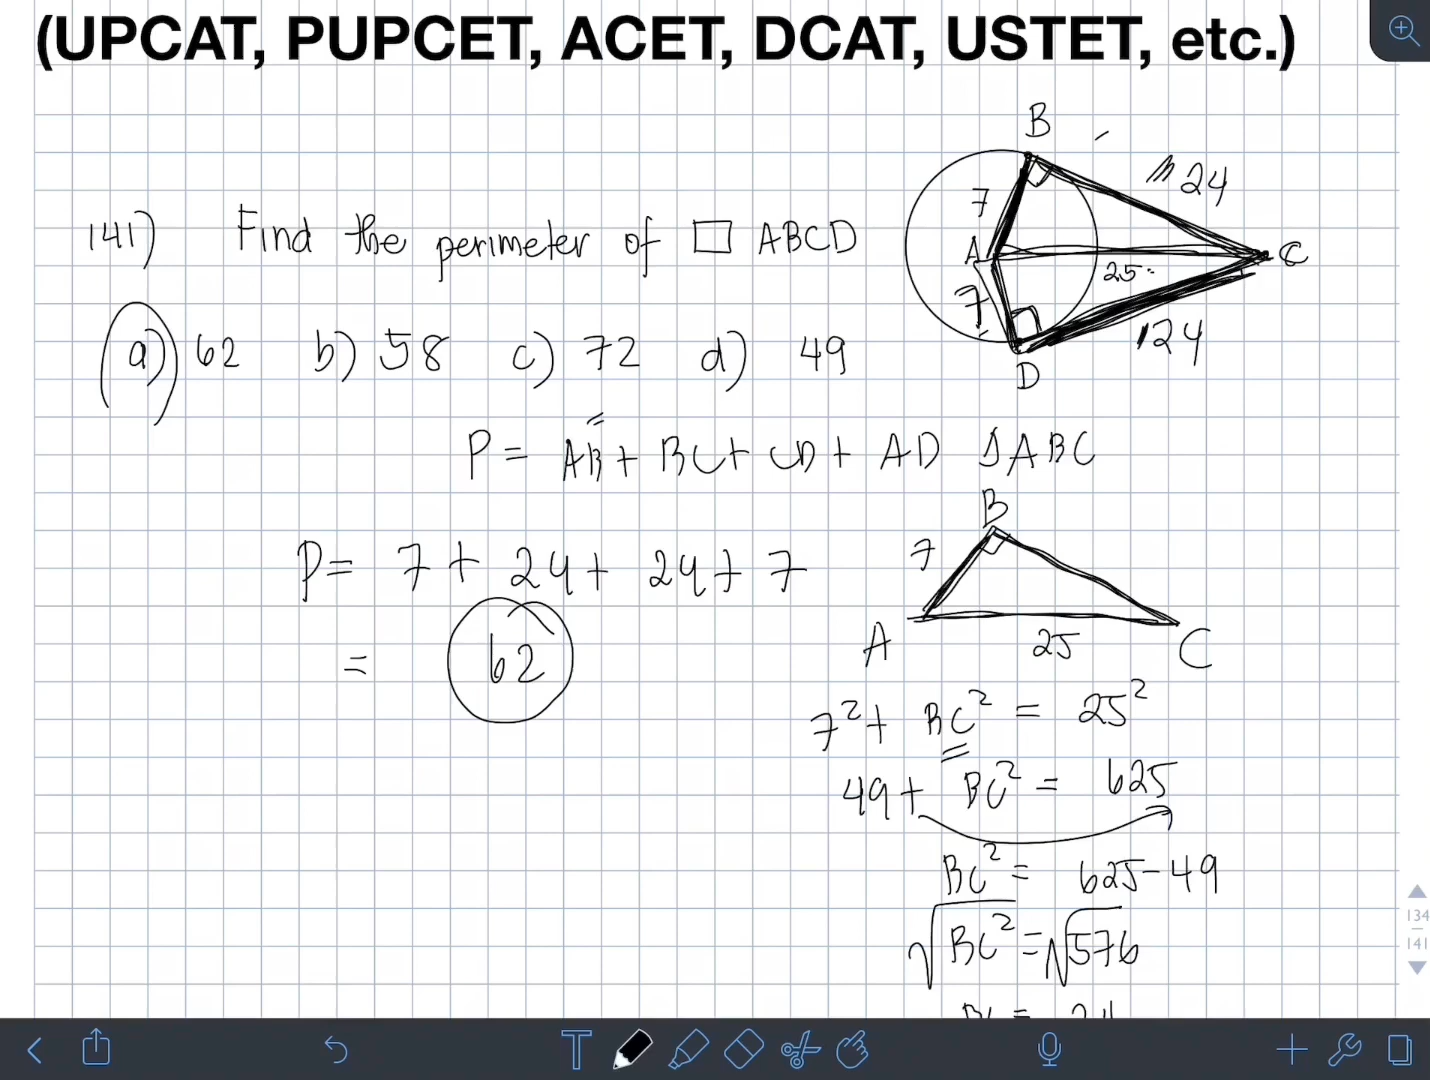 (UPCAT, PUPCET, ACET, DCAT, USTET, etc.)
141) Find the perimeter of □ ABCD
a) 62 b) 58 c) 72 d) 49
B
7
24
A
25
C
7
24
D
P = AB + BC + CD + AD
△ABC
P = 7 + 24 + 24 + 7
= 62
B
7
A
25
C
7² + BC² = 25²
49 + BC² = 625
BC² = 625 - 49
√BC² = √576
134
141